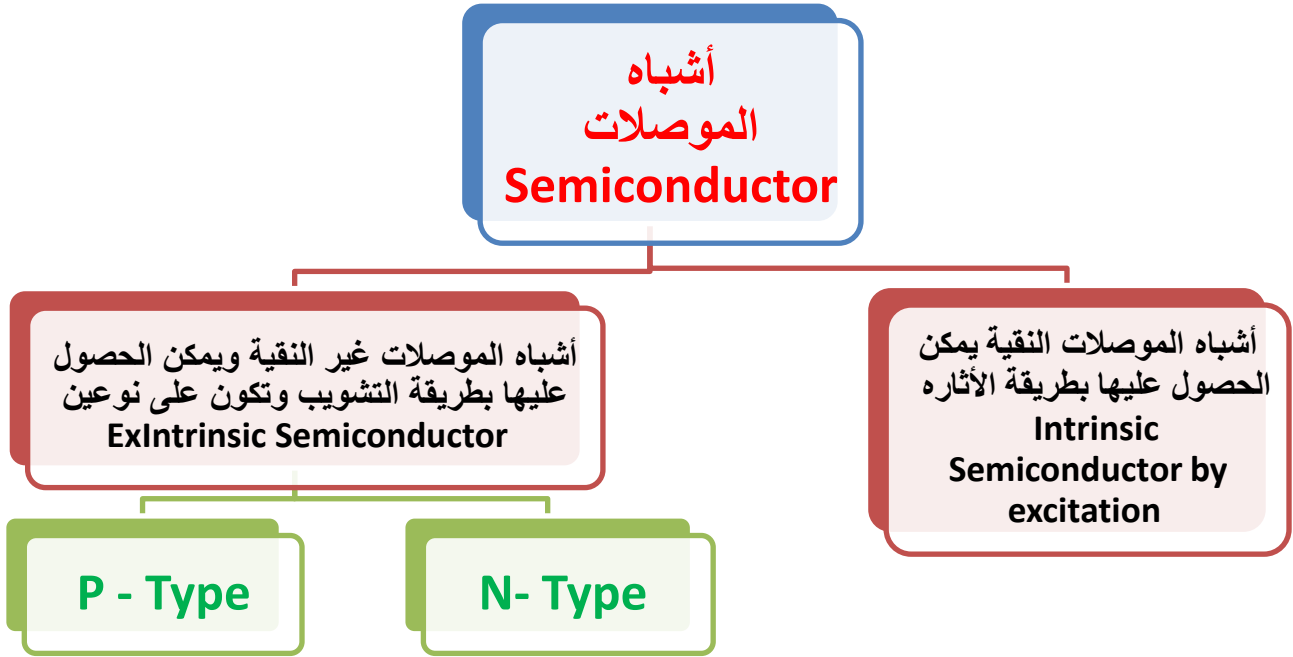 أشباه
الموصلات
Semiconductor
أشباه الموصلات النقية يمكن
الحصول عليها بطريقة الأثاره
Intrinsic
Semiconductor by
excitation
أشباه الموصلات غير النقية ويمكن الحصول
عليها بطريقة التشويب وتكون على نوعين
ExIntrinsic Semiconductor
N- Type
P - Type